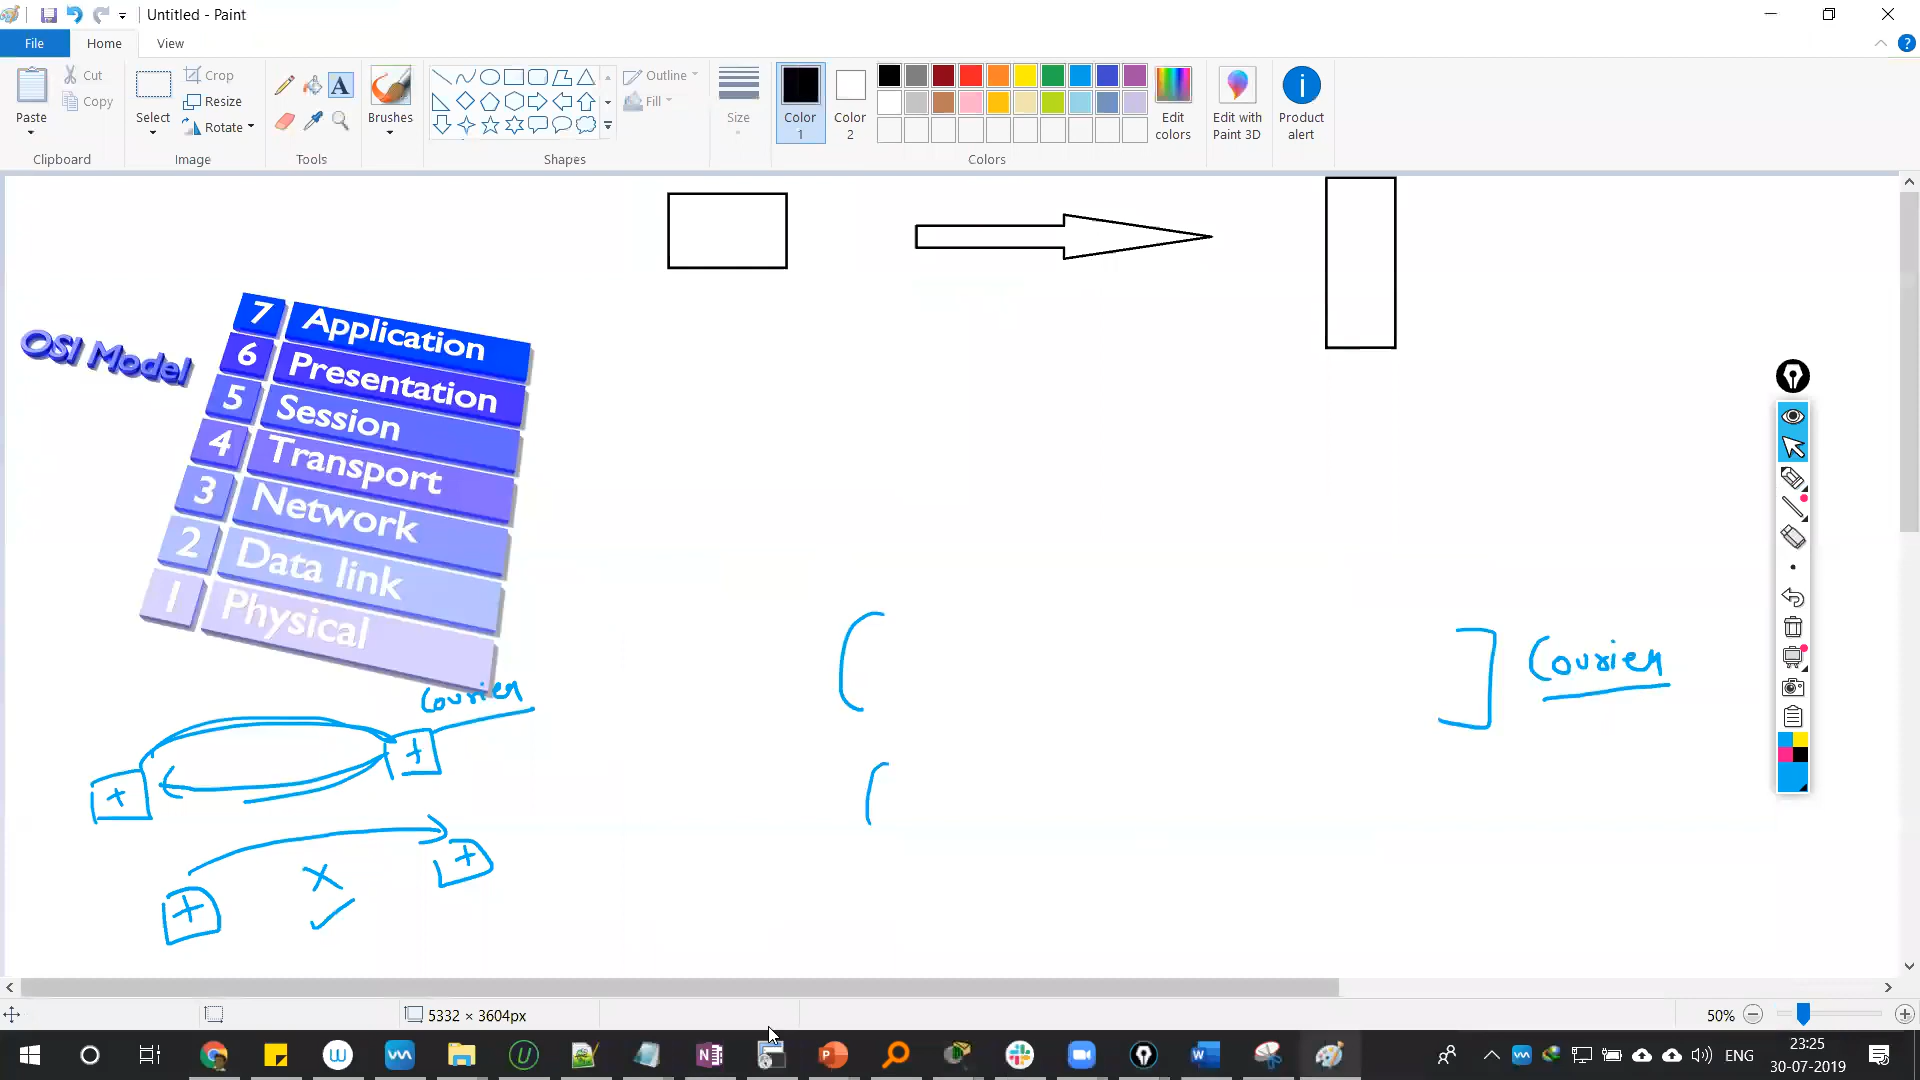 Untitled - Paint
File
Home
View
Paste
Cut
Copy
Clipboard
Select
Crop
Resize
Rotate
Image
Tools
Brushes
Shapes
Outline
Fill
Size
Color 1
Color 2
Colors
Edit colors
Edit with Paint 3D
Product alert
OSI Model
7 Application
6 Presentation
5 Session
4 Transport
3 Network
2 Data link
1 Physical
Courier
Courier
5332 × 3604px
50%
ENG
23:25
30-07-2019